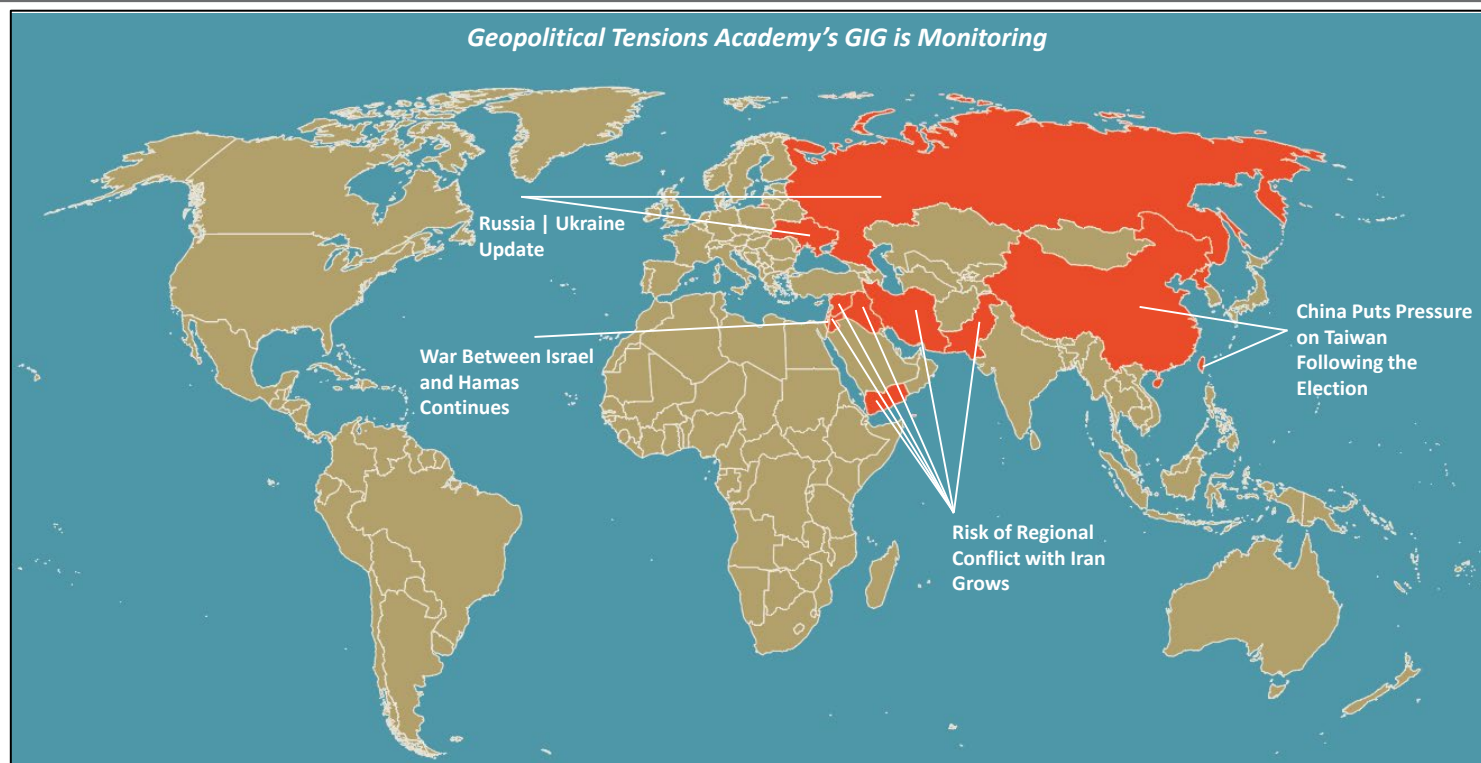 Geopolitical Tensions Academy’s GIG is Monitoring
Russia | Ukraine
Update
War Between Israel
and Hamas
Continues
China Puts Pressure
on Taiwan
Following the
Election
Risk of Regional
Conflict with Iran
Grows